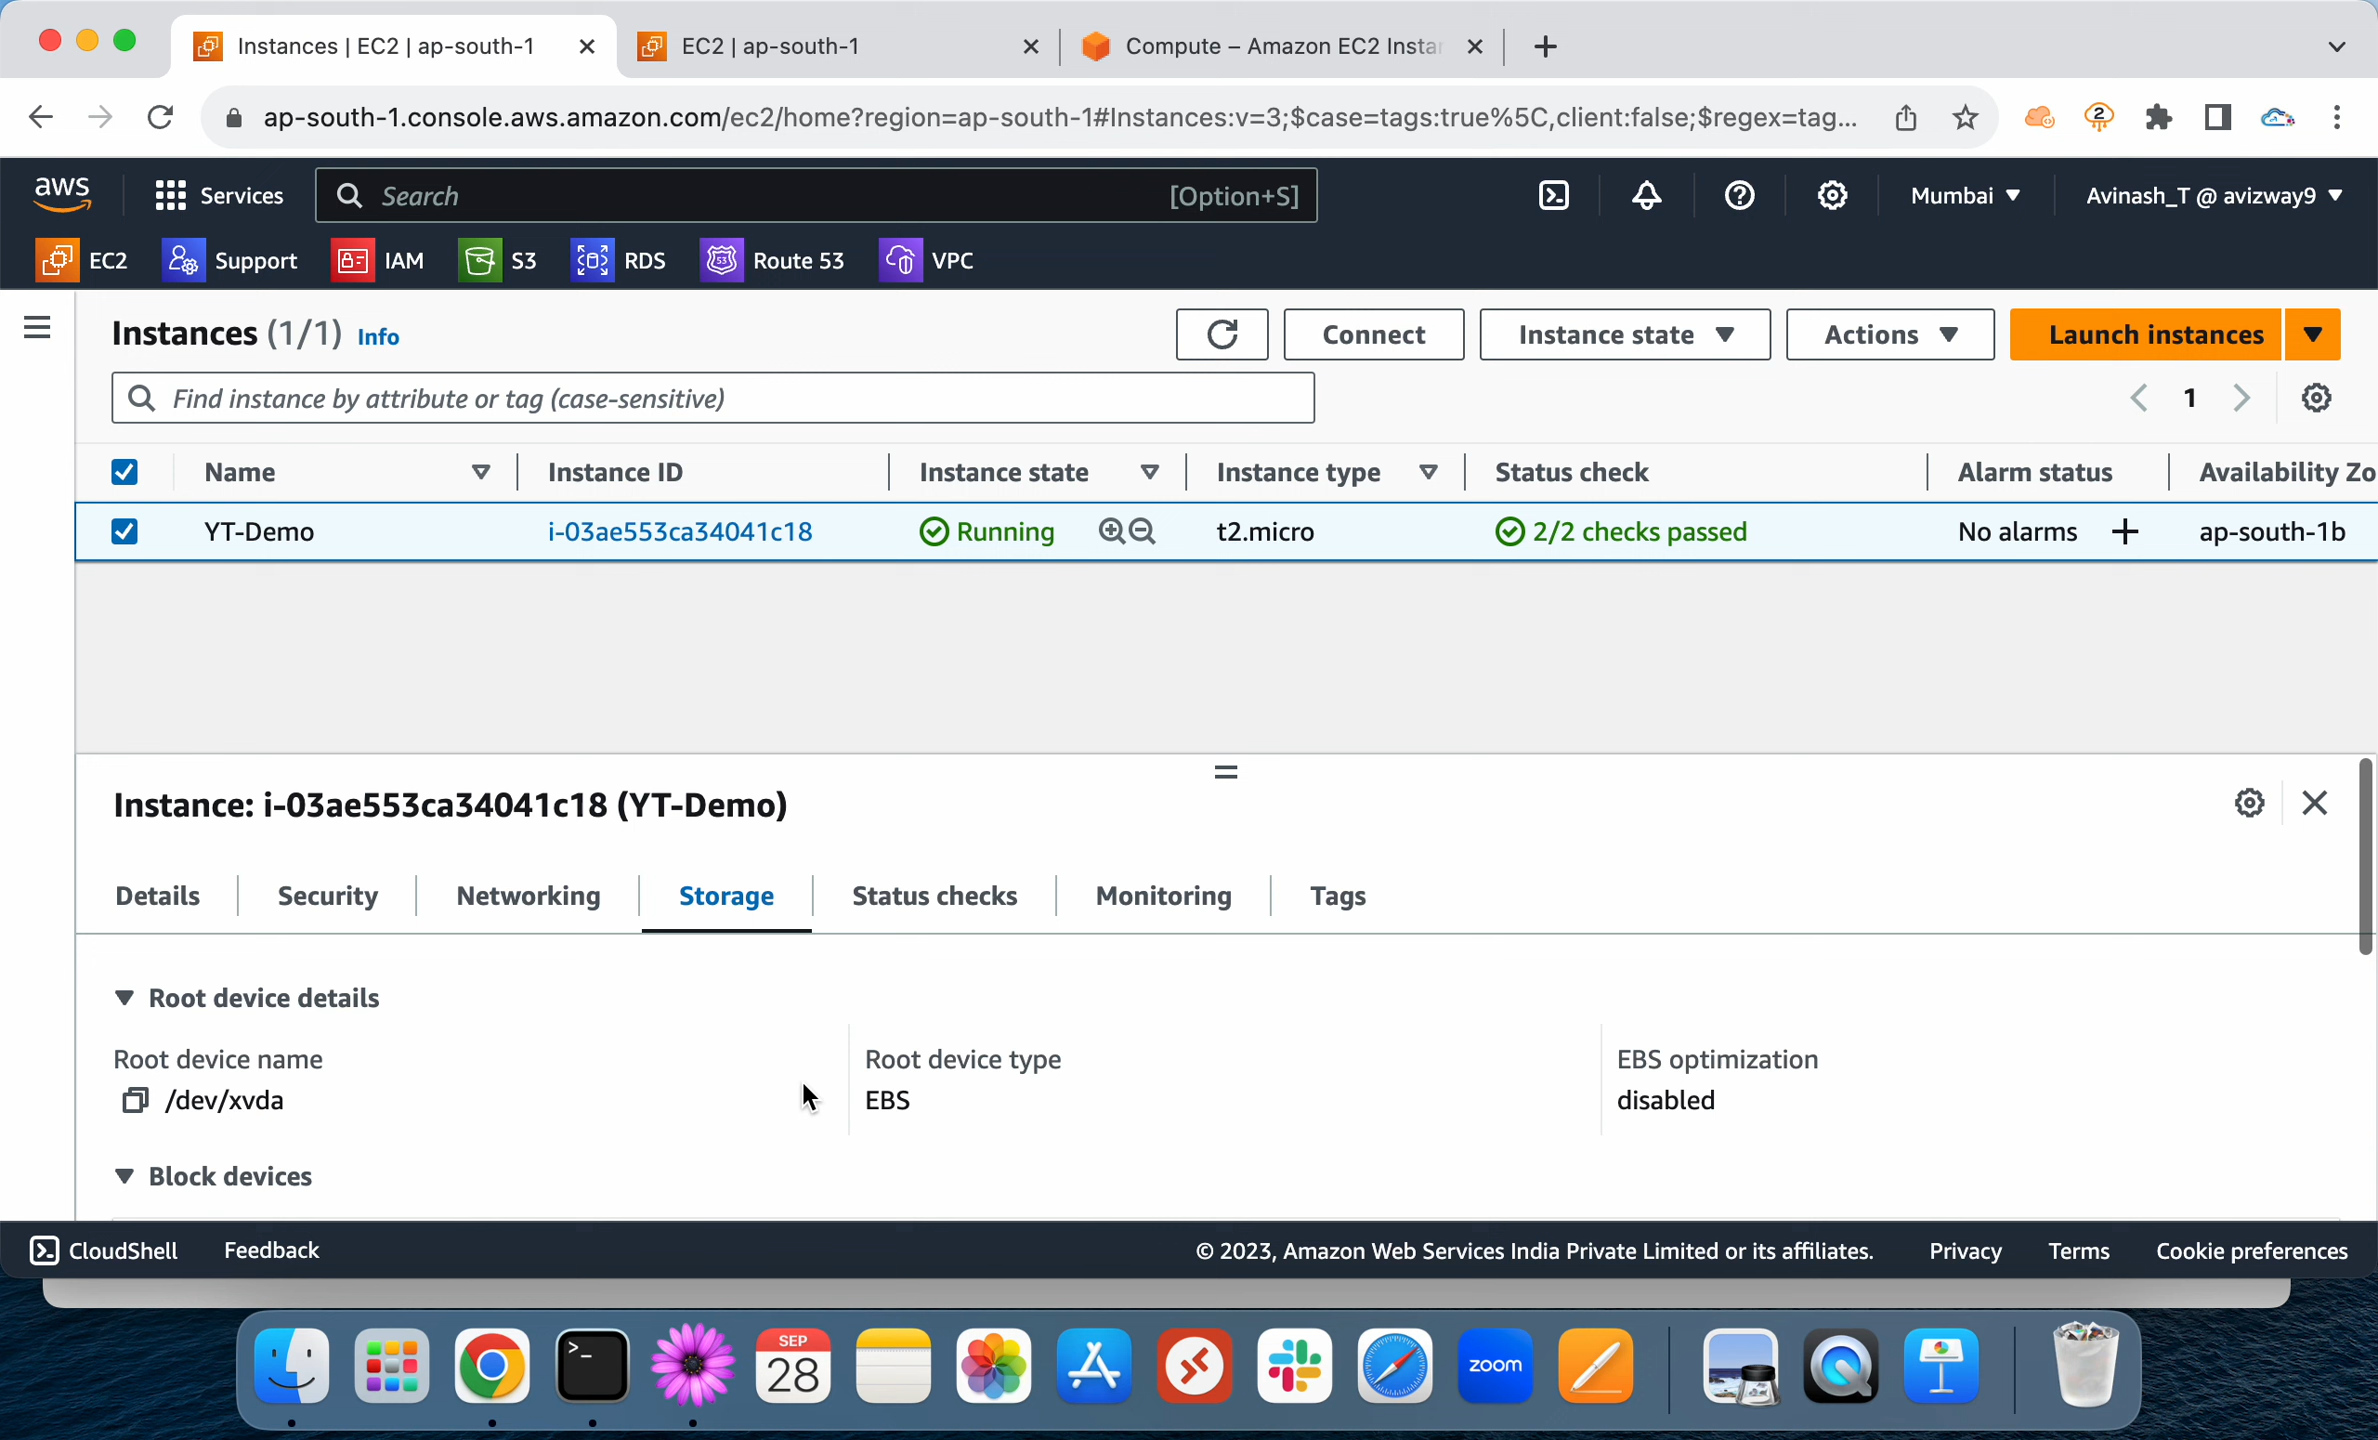 Instances | EC2 | ap-south-1
EC2 | ap-south-1
Compute – Amazon EC2 Insta
ap-south-1.console.aws.amazon.com/ec2/home?region=ap-south-1#Instances:v=3;$case=tags:true%5C,client:false;$regex=tag...
2
aws
Services
Search
[Option+S]
Mumbai
Avinash_T @ avizway9
EC2
Support
IAM
S3
RDS
53
Route 53
VPC
Instances (1/1) Info
Connect
Instance state
Actions
Launch instances
Find instance by attribute or tag (case-sensitive)
1
Name
Instance ID
Instance state
Instance type
Status check
Alarm status
Availability Zo
YT-Demo
i-03ae553ca34041c18
Running
t2.micro
2/2 checks passed
No alarms
ap-south-1b
Instance: i-03ae553ca34041c18 (YT-Demo)
Details
Security
Networking
Storage
Status checks
Monitoring
Tags
Root device details
Root device name
Root device type
EBS optimization
/dev/xvda
EBS
disabled
Block devices
CloudShell
Feedback
© 2023, Amazon Web Services India Private Limited or its affiliates.
Privacy
Terms
Cookie preferences
SEP
28
zoom